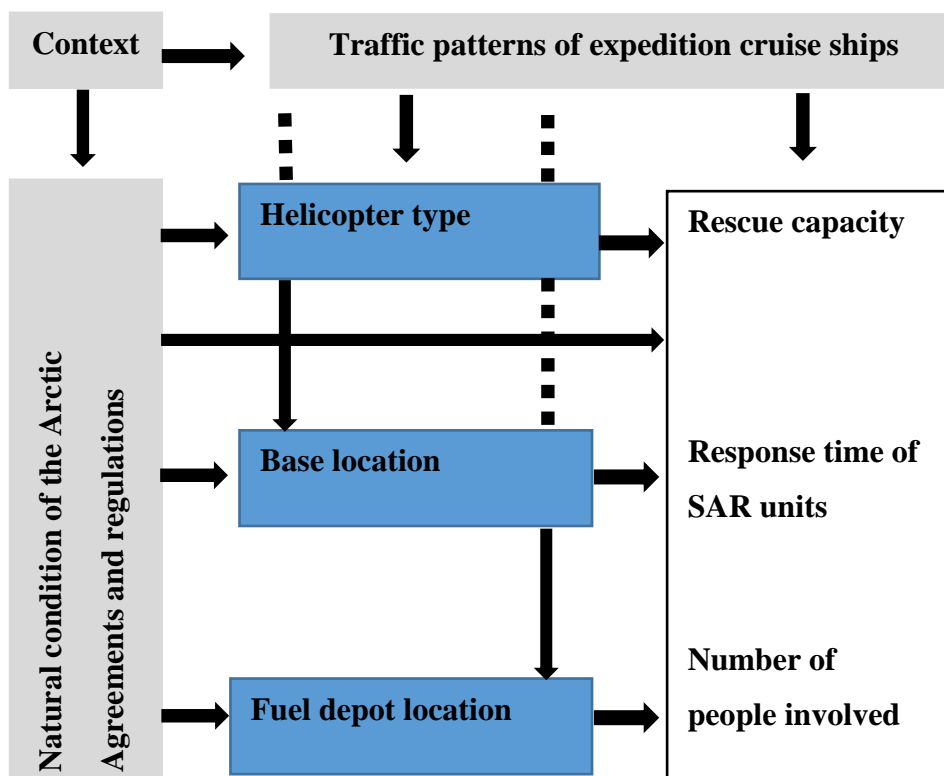 Context
Traffic patterns of expedition cruise ships
Natural condition of the Arctic
Agreements and regulations
Helicopter type
Rescue capacity
Base location
Response time of
SAR units
Fuel depot location
Number of
people involved